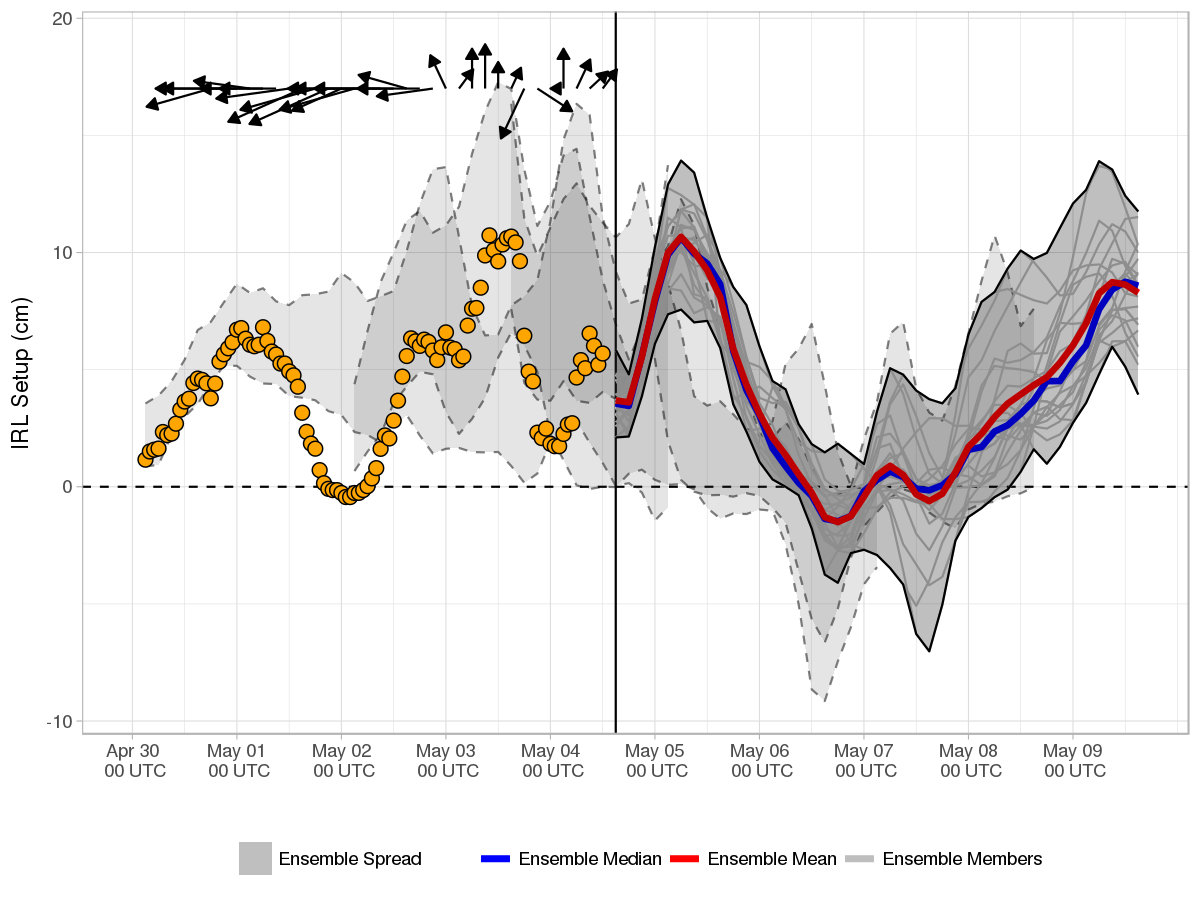 IRL Setup (cm)
20
10
0
-10
Apr 30 May 01 May 02 May 03 May 04 May 05 May 06 May 07 May 08 May 09
00 UTC 00 UTC 00 UTC 00 UTC 00 UTC 00 UTC 00 UTC 00 UTC 00 UTC 00 UTC
Ensemble Spread Ensemble Median Ensemble Mean Ensemble Members